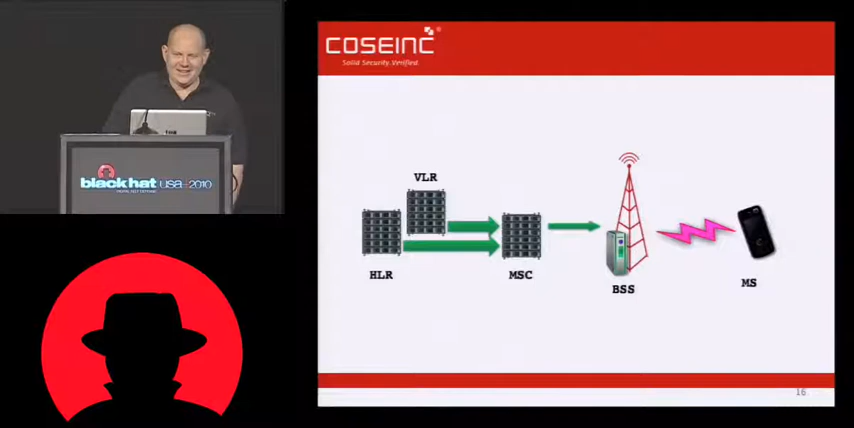 COSEINC
Solid Security. Verified
VLR
HLR
MSC
BSS
MS
16
black hat USA + 2010